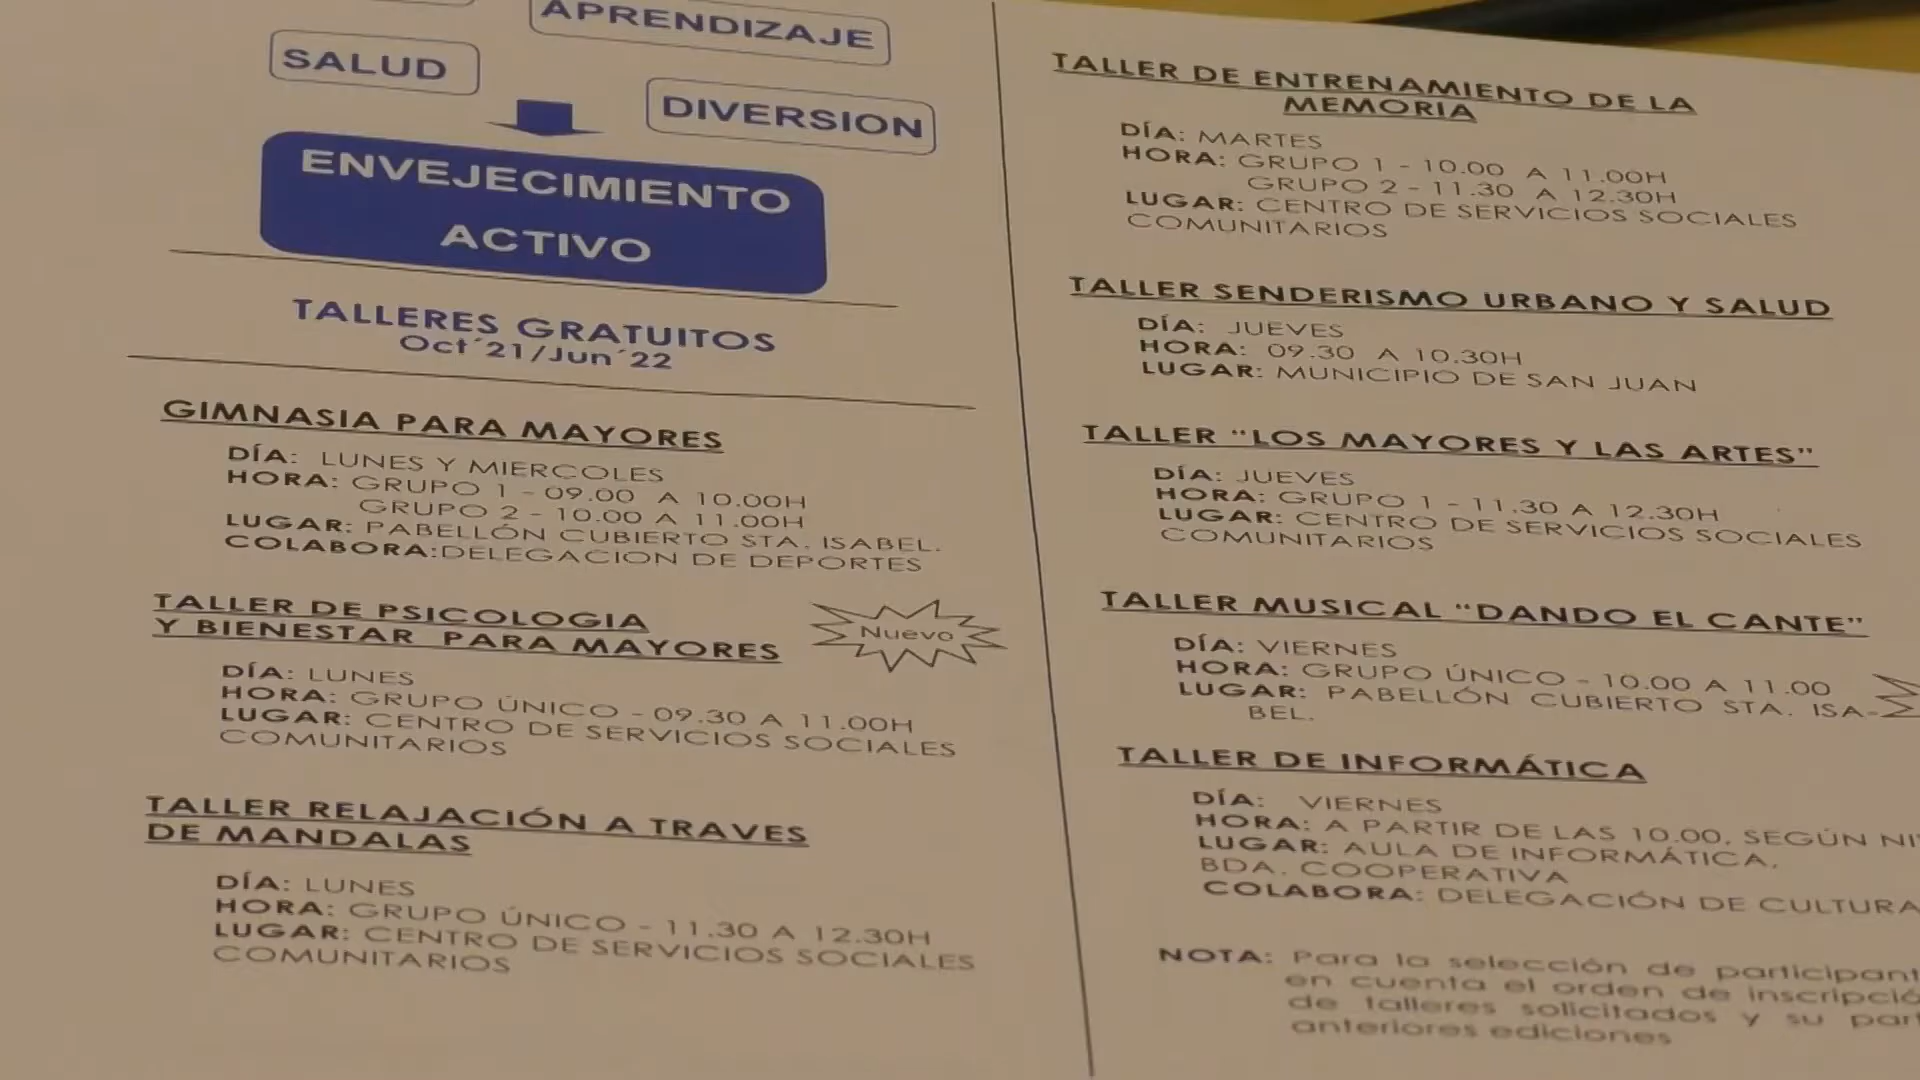 APRENDIZAJE
SALUD
DIVERSION
ENVEJECIMIENTO
ACTIVO
TALLERES GRATUITOS
Oct´21/Jun´22
GIMNASIA PARA MAYORES
DÍA: LUNES Y MIERCOLES
HORA: GRUPO 1 - 09.00 A 10.00H
GRUPO 2 - 10.00 A 11.00H
LUGAR: PABELLÓN CUBIERTO STA. ISABEL.
COLABORA:DELEGACION DE DEPORTES
TALLER DE PSICOLOGIA
Y BIENESTAR PARA MAYORES
Nuevo
DÍA: LUNES
HORA: GRUPO ÚNICO - 09.30 A 11.00H
LUGAR: CENTRO DE SERVICIOS SOCIALES
COMUNITARIOS
TALLER RELAJACIÓN A TRAVES
DE MANDALAS
DÍA: LUNES
HORA: GRUPO ÚNICO - 11.30 A 12.30H
LUGAR: CENTRO DE SERVICIOS SOCIALES
COMUNITARIOS
TALLER DE ENTRENAMIENTO DE LA
MEMORIA
DÍA: MARTES
HORA: GRUPO 1 - 10.00 A 11.00H
GRUPO 2 - 11.30 A 12.30H
LUGAR: CENTRO DE SERVICIOS SOCIALES
COMUNITARIOS
TALLER SENDERISMO URBANO Y SALUD
DÍA: JUEVES
HORA: 09.30 A 10.30H
LUGAR: MUNICIPIO DE SAN JUAN
TALLER "LOS MAYORES Y LAS ARTES"
DÍA: JUEVES
HORA: GRUPO 1 - 11.30 A 12.30H
LUGAR: CENTRO DE SERVICIOS SOCIALES
COMUNITARIOS
TALLER MUSICAL "DANDO EL CANTE"
DÍA: VIERNES
HORA: GRUPO ÚNICO - 10.00 A 11.00
LUGAR: PABELLÓN CUBIERTO STA. ISA-
BEL.
TALLER DE INFORMÁTICA
DÍA: VIERNES
HORA: A PARTIR DE LAS 10.00, SEGÚN
LUGAR: AULA DE INFORMÁTICA.
BDA. COOPERATIVA
COLABORA: DELEGACIÓN DE CULTURA
NOTA: Para la selección de participant
en cuenta el orden de inscripció
de talleres solicitados y su par
anteriores ediciones